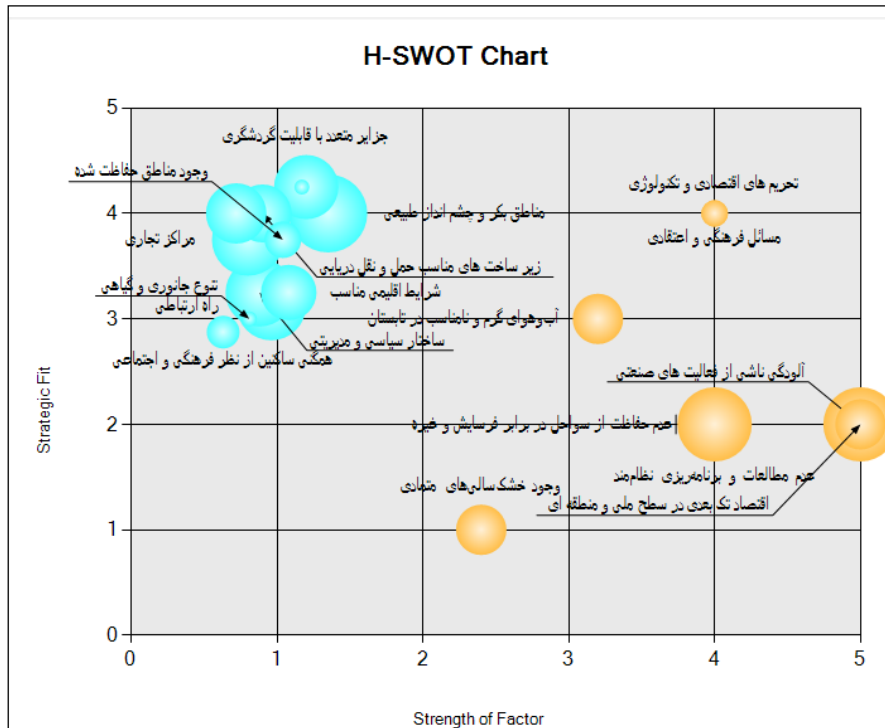 H-SWOT Chart
5
جزایر متعدد با قابلیت گردشگری
وجود مناطق حفاظت شده
تحریم های اقتصادی و تکنولوژی
4
مناطق بکر و چشم انداز طبیعی
مراکز تجاری
مسائل فرهنگی و اعتقادی
زیر ساخت های مناسب حمل و نقل دریایی
تنوع جانوری و گیاهی
شرایط اقلیمی مناسب
راه ارتباطی
3
آب‌وهوای گرم و نامناسب در تابستان
ساختار سیاسی و مدیریتی
همگنی ساکنین از نظر فرهنگی و اجتماعی
آلودگی ناشی از فعالیت های صنعتی
Strategic Fit
2
عدم حفاظت از سواحل در برابر فرسایش و غیره
عدم مطالعات و برنامه‌ریزی نظام‌مند
وجود خشک‌سالی‌های متمادی
اقتصاد تک بعدی در سطح ملی و منطقه ای
1
0
0 1 2 3 4 5
Strength of Factor